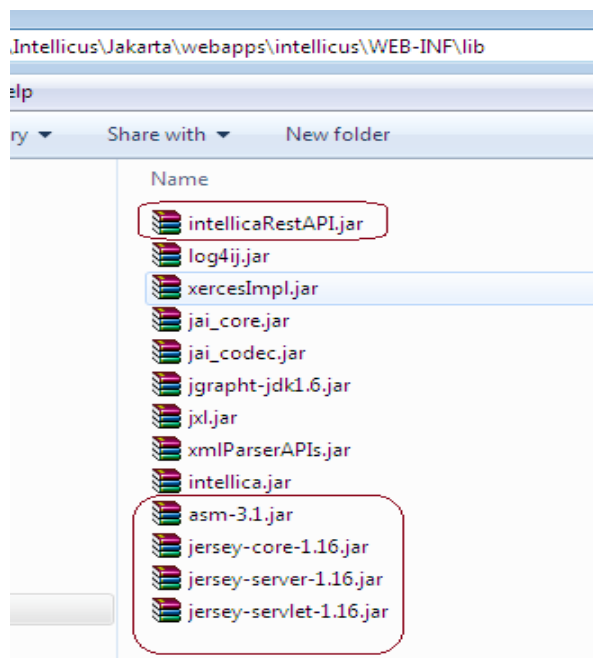 \Intellicus\Jakarta\webapps\intellicus\WEB-INF\lib
elp
ry Share with New folder
Name
intellicaRestAPI.jar
log4ij.jar
xercesImpl.jar
jai_core.jar
jai_codec.jar
jgrapht-jdk1.6.jar
jxl.jar
xmlParserAPIs.jar
intellica.jar
asm-3.1.jar
jersey-core-1.16.jar
jersey-server-1.16.jar
jersey-servlet-1.16.jar